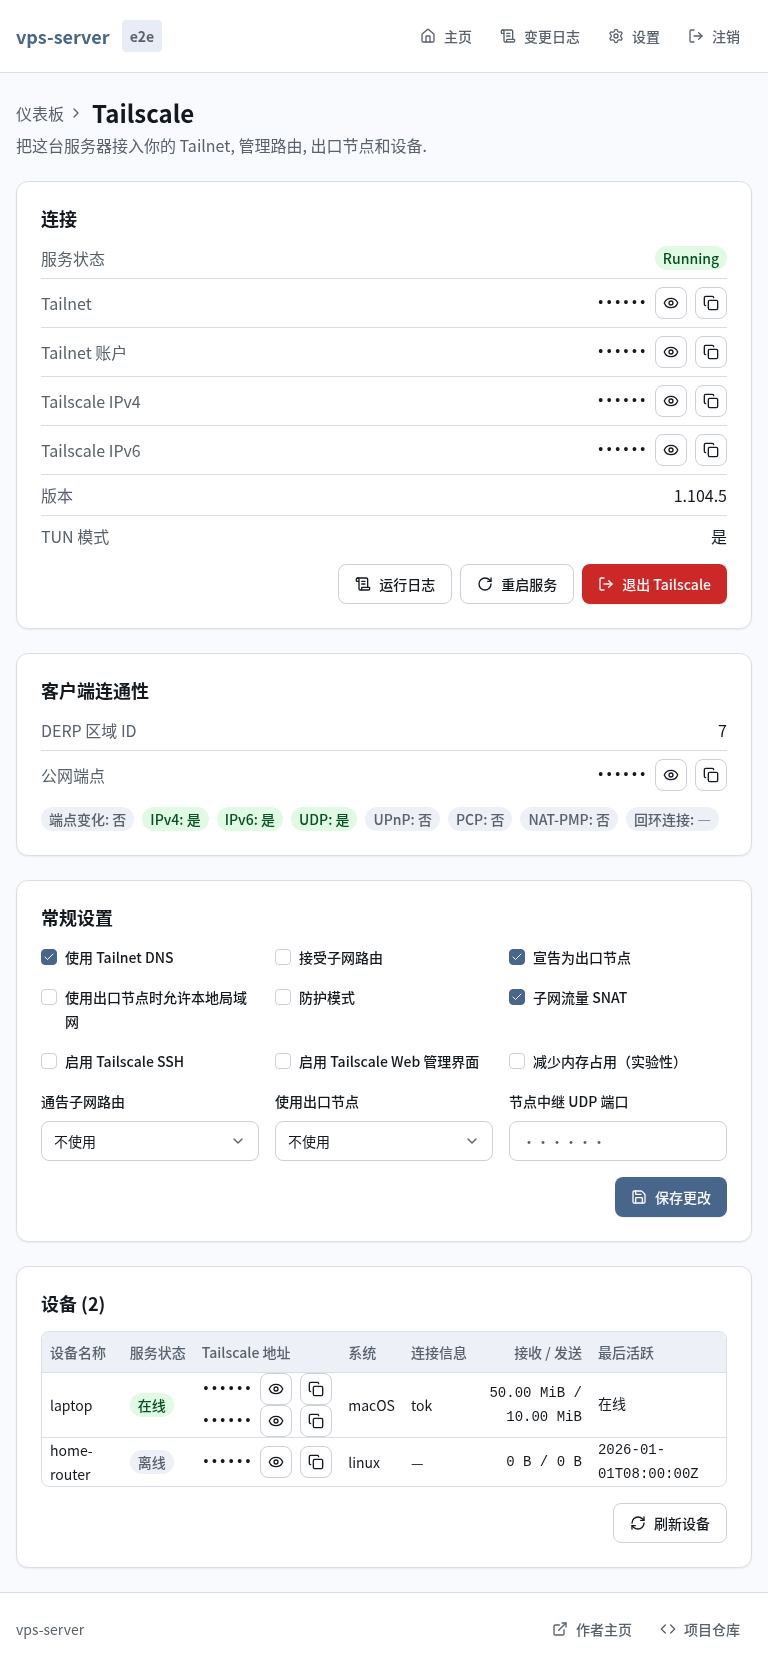 vps-server e2e 主页 变更日志 设置 注销
仪表板 Tailscale
把这台服务器接入你的 Tailnet, 管理路由, 出口节点和设备.
连接
服务状态 Running
Tailnet ••••••
Tailnet 账户 ••••••
Tailscale IPv4 ••••••
Tailscale IPv6 ••••••
版本 1.104.5
TUN 模式 是
运行日志 重启服务 退出 Tailscale
客户端连通性
DERP 区域 ID 7
公网端点 ••••••
端点变化: 否 IPv4: 是 IPv6: 是 UDP: 是 UPnP: 否 PCP: 否 NAT-PMP: 否 回环连接: —
常规设置
使用 Tailnet DNS 接受子网路由 宣告为出口节点
使用出口节点时允许本地局域 防护模式 子网流量 SNAT
网
启用 Tailscale SSH 启用 Tailscale Web 管理界面 减少内存占用（实验性）
通告子网路由 使用出口节点 节点中继 UDP 端口
不使用 不使用 ••••••
保存更改
设备 (2)
设备名称 服务状态 Tailscale 地址 系统 连接信息 接收 / 发送 最后活跃
laptop 在线 •••••• •••••• macOS tok 50.00 MiB / 10.00 MiB 在线
home-router 离线 •••••• linux — 0 B / 0 B 2026-01-01T08:00:00Z
刷新设备
vps-server 作者主页 项目仓库